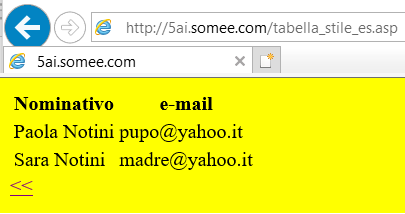 http://5ai.somee.com/tabella_stile_es.asp
5ai.somee.com
Nominativo e-mail
Paola Notini pupo@yahoo.it
Sara Notini madre@yahoo.it
<<